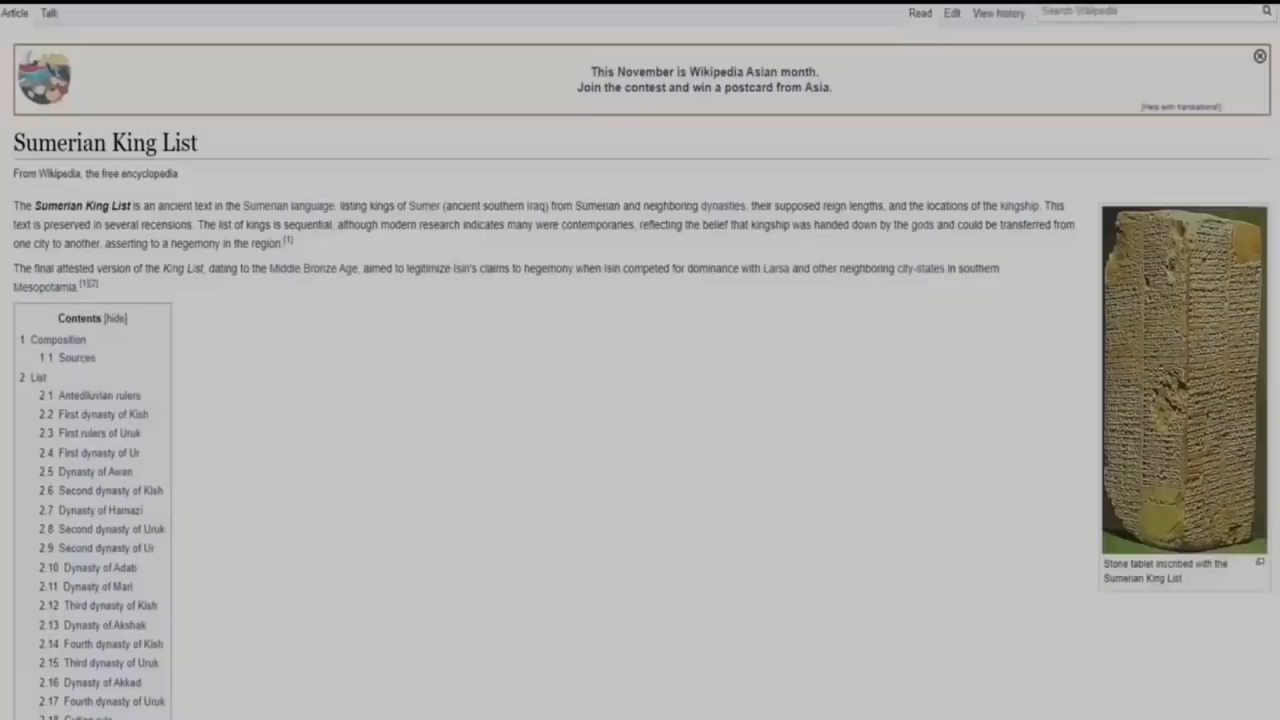 Article Talk Read Edit View history Search Wikipedia
This November is Wikipedia Asian month.
Join the contest and win a postcard from Asia.
[Help with translations!]
Sumerian King List
From Wikipedia, the free encyclopedia
The Sumerian King List is an ancient text in the Sumerian language, listing kings of Sumer (ancient southern Iraq) from Sumerian and neighboring dynasties, their supposed reign lengths, and the locations of the kingship. This
text is preserved in several recensions. The list of kings is sequential, although modern research indicates many were contemporaries, reflecting the belief that kingship was handed down by the gods and could be transferred from
one city to another, asserting to a hegemony in the region.[1]
The final attested version of the King List, dating to the Middle Bronze Age, aimed to legitimize Isin's claims to hegemony when Isin competed for dominance with Larsa and other neighboring city-states in southern
Mesopotamia.[1][2]
Contents [hide]
1 Composition
1.1 Sources
2 List
2.1 Antediluvian rulers
2.2 First dynasty of Kish
2.3 First rulers of Uruk
2.4 First dynasty of Ur
2.5 Dynasty of Awan
2.6 Second dynasty of Kish
2.7 Dynasty of Hamazi
2.8 Second dynasty of Uruk
2.9 Second dynasty of Ur
2.10 Dynasty of Adab
2.11 Dynasty of Mari
2.12 Third dynasty of Kish
2.13 Dynasty of Akshak
2.14 Fourth dynasty of Kish
2.15 Third dynasty of Uruk
2.16 Dynasty of Akkad
2.17 Fourth dynasty of Uruk
2.18 Gutian rule
Stone tablet inscribed with the
Sumerian King List